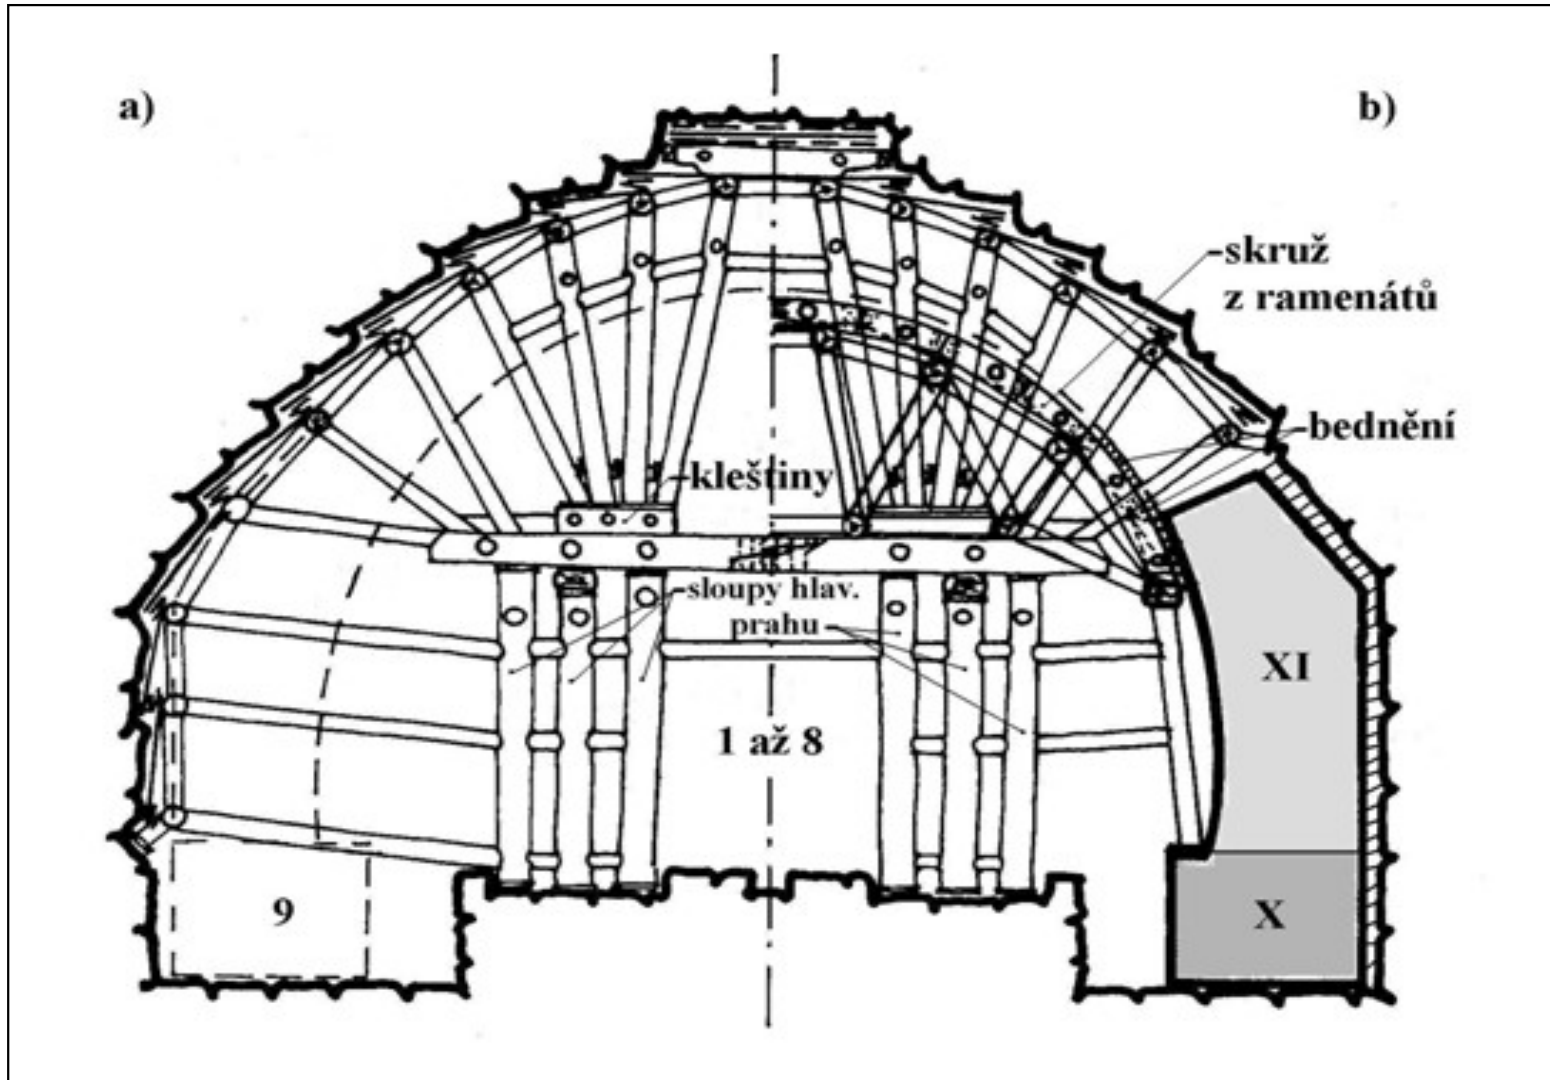 a)
b)
-skruž
z ramenátů
-bednění
-kleštiny
-sloupy hlav.
prahu
1 až 8
XI
9
X